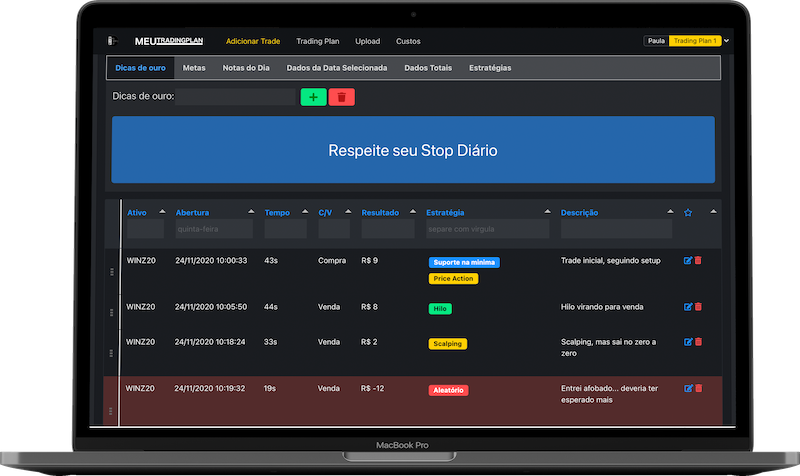 MEUTRADINGPLAN Adicionar Trade Trading Plan Upload Custos Paula Trading Plan 1
Dicas de ouro Metas Notas do Dia Dados da Data Selecionada Dados Totais Estratégias
Dicas de ouro:
Respeite seu Stop Diário
Ativo Abertura Tempo C/V Resultado Estratégia Descrição
quinta-feira separe com vírgula
WINZ20 24/11/2020 10:00:33 43s Compra R$ 9 Suporte na mínima Trade inicial, seguindo setup
Price Action
WINZ20 24/11/2020 10:05:50 44s Venda R$ 8 Hilo Hilo virando para venda
WINZ20 24/11/2020 10:18:24 33s Venda R$ 2 Scalping Scalping, mas saí no zero a
zero
WINZ20 24/11/2020 10:19:32 19s Venda R$ -12 Aleatório Entrei afobado... deveria ter
esperado mais
MacBook Pro